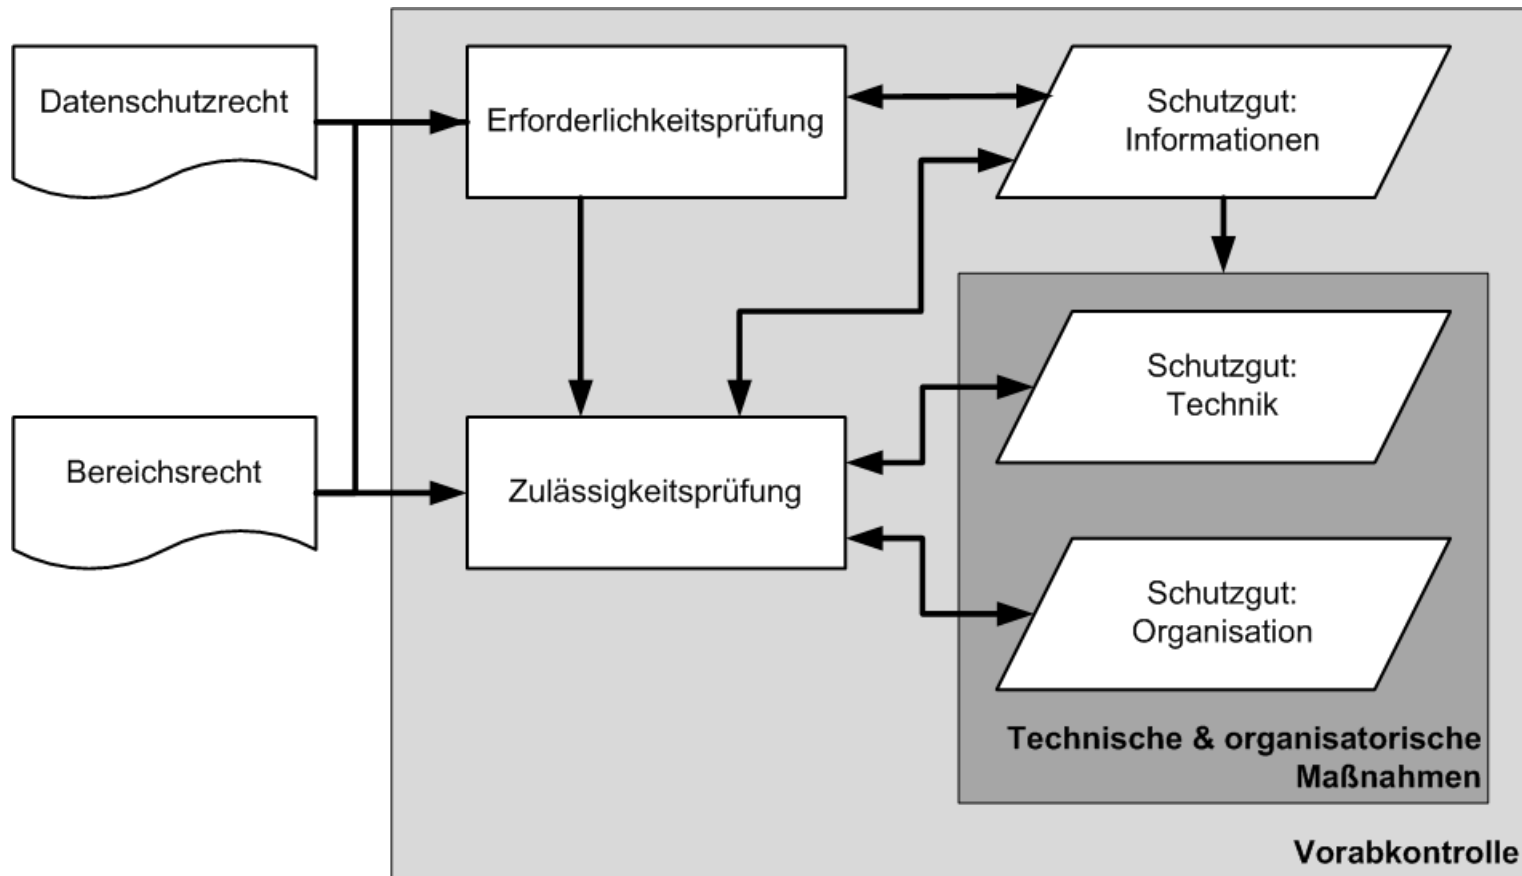 Datenschutzrecht
Erforderlichkeitsprüfung
Schutzgut:
Informationen
Bereichsrecht
Zulässigkeitsprüfung
Schutzgut:
Technik
Schutzgut:
Organisation
Technische & organisatorische
Maßnahmen
Vorabkontrolle